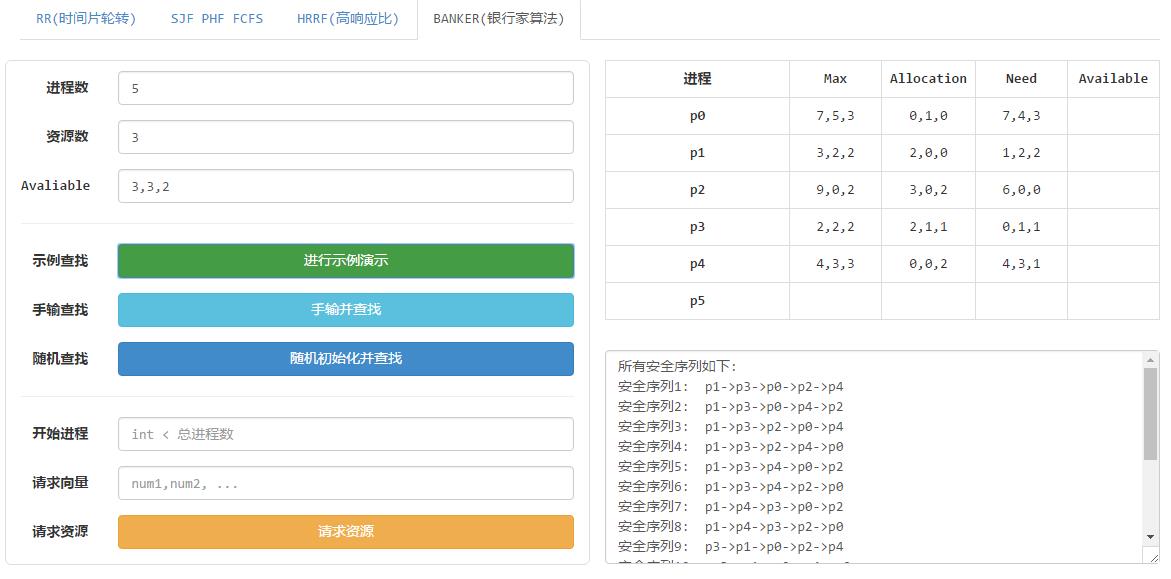 RR(时间片轮转) SJF PHF FCFS HRRF(高响应比) BANKER(银行家算法)
进程数 5
资源数 3
Avaliable 3,3,2
示例查找 进行示例演示
手输查找 手输并查找
随机查找 随机初始化并查找
开始进程 int < 总进程数
请求向量 num1,num2, ...
请求资源 请求资源
进程 Max Allocation Need Available
p0 7,5,3 0,1,0 7,4,3
p1 3,2,2 2,0,0 1,2,2
p2 9,0,2 3,0,2 6,0,0
p3 2,2,2 2,1,1 0,1,1
p4 4,3,3 0,0,2 4,3,1
p5
所有安全序列如下:
安全序列1: p1->p3->p0->p2->p4
安全序列2: p1->p3->p0->p4->p2
安全序列3: p1->p3->p2->p0->p4
安全序列4: p1->p3->p2->p4->p0
安全序列5: p1->p3->p4->p0->p2
安全序列6: p1->p3->p4->p2->p0
安全序列7: p1->p4->p3->p0->p2
安全序列8: p1->p4->p3->p2->p0
安全序列9: p3->p1->p0->p2->p4